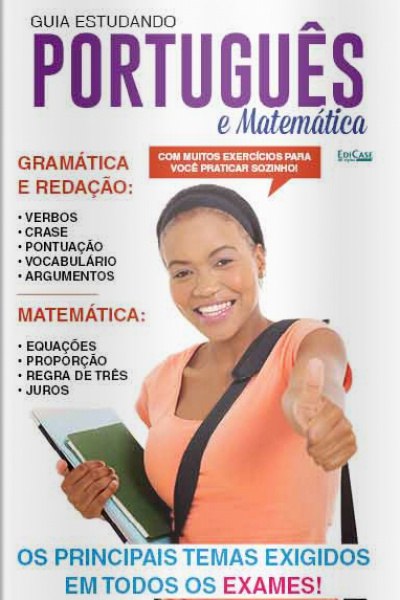 GUIA ESTUDANDO
PORTUGUÊS
e Matemática
COM MUITOS EXERCÍCIOS PARA
VOCÊ PRATICAR SOZINHO!
EDICASE
GRAMÁTICA
E REDAÇÃO:
• VERBOS
• CRASE
• PONTUAÇÃO
• VOCABULÁRIO
• ARGUMENTOS
MATEMÁTICA:
• EQUAÇÕES
• PROPORÇÃO
• REGRA DE TRÊS
• JUROS
OS PRINCIPAIS TEMAS EXIGIDOS
EM TODOS OS EXAMES!